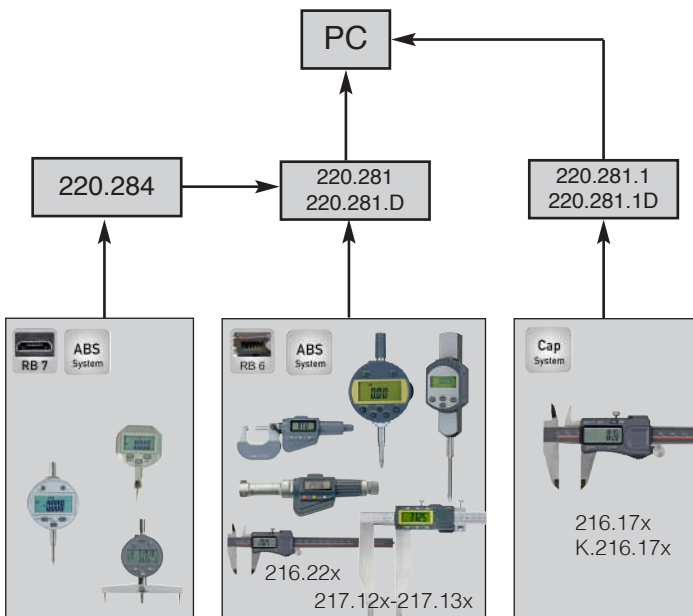 PC
220.284
220.281
220.281.D
220.281.1
220.281.1D
RB 7
ABS
System
RB 6
ABS
System
Cap
System
216.22x
217.12x-217.13x
216.17x
K.216.17x